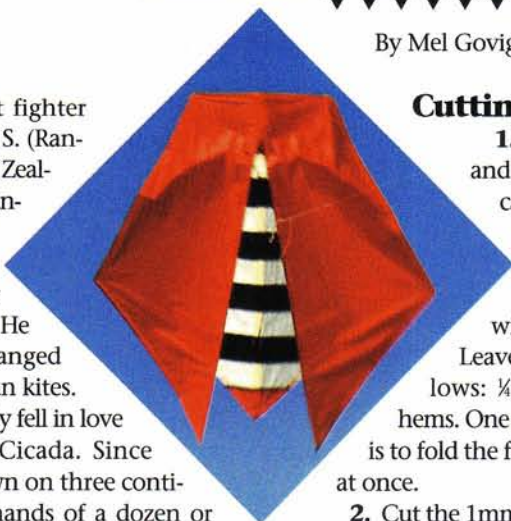 By Mel Govig
t fighter
S. (Ran-
Zeal-
n-
He
anged
n kites.
y fell in love
Cicada. Since
wn on three conti-
ands of a dozen or
Cuttin
1.
and
c
w
Leave
lows: ¼
hems. One
is to fold the f
at once.
2. Cut the 1mm